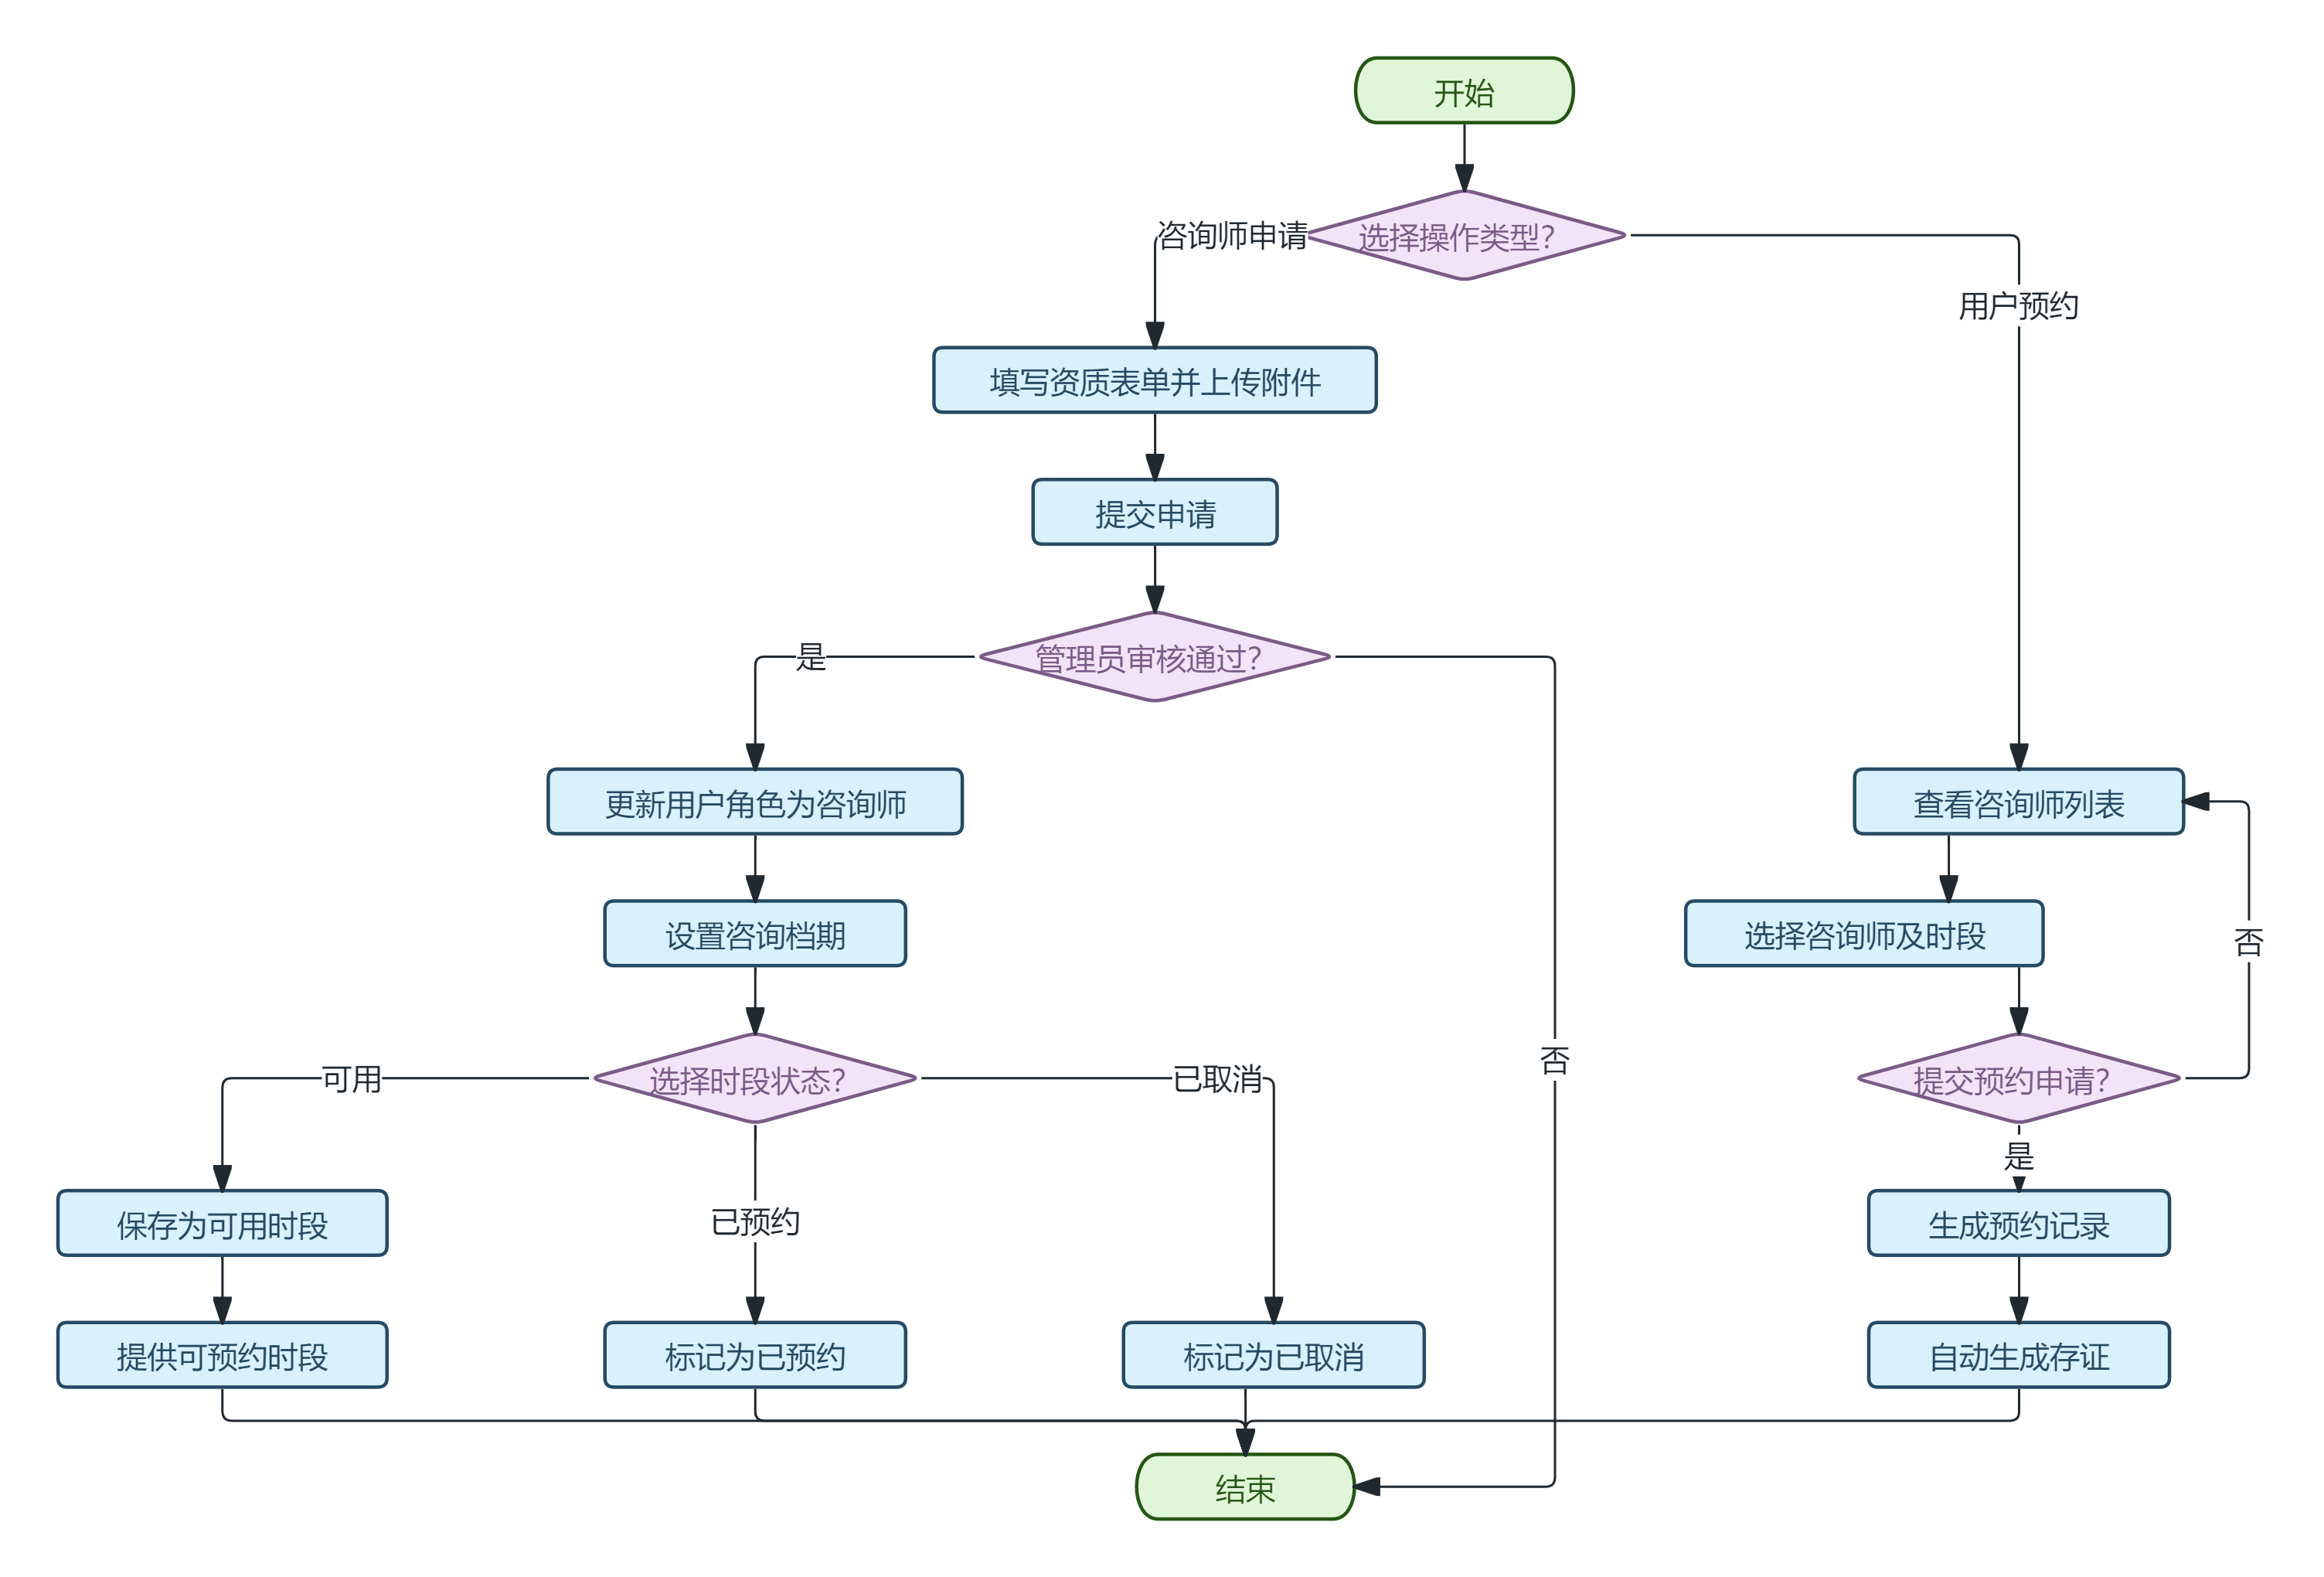 开始
选择操作类型?
咨询师申请
用户预约
填写资质表单并上传附件
提交申请
管理员审核通过?
是
否
更新用户角色为咨询师
查看咨询师列表
设置咨询档期
选择咨询师及时段
否
选择时段状态?
可用
已预约
已取消
提交预约申请?
是
保存为可用时段
生成预约记录
提供可预约时段
标记为已预约
标记为已取消
自动生成存证
结束